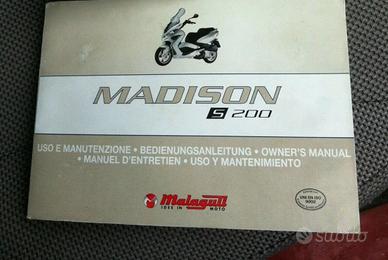 MADISON
S 200
USO E MANUTENZIONE • BEDIENUNGSANLEITUNG • OWNER'S MANUAL
• MANUEL D'ENTRETIEN • USO Y MANTENIMIENTO
Malaguti
IDEE IN MOTO
UNI EN ISO
9002
subito